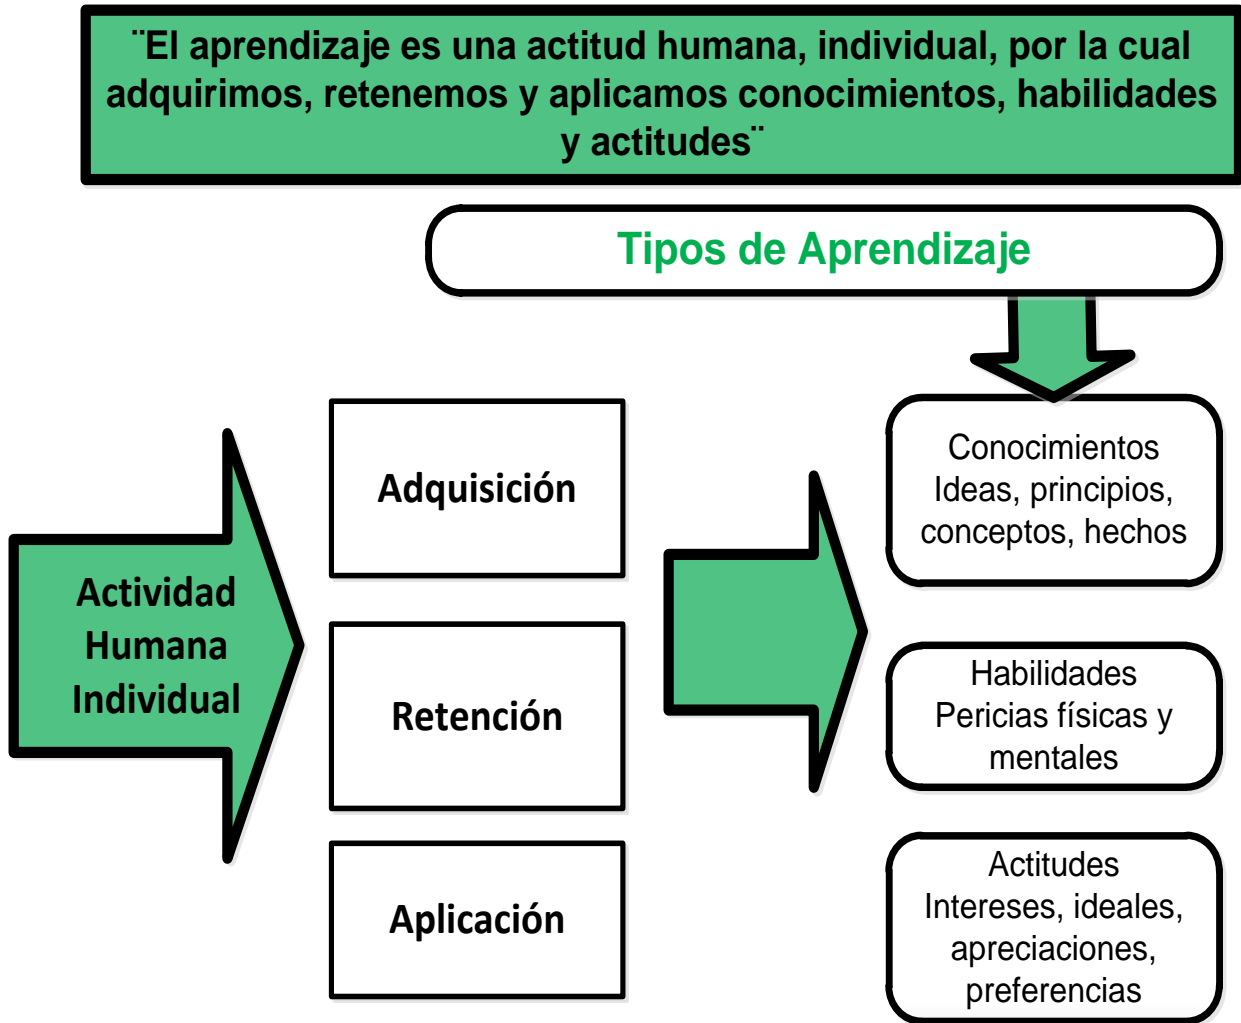 ¨El aprendizaje es una actitud humana, individual, por la cual
adquirimos, retenemos y aplicamos conocimientos, habilidades
y actitudes¨
Tipos de Aprendizaje
Actividad
Humana
Individual
Adquisición
Retención
Aplicación
Conocimientos
Ideas, principios,
conceptos, hechos
Habilidades
Pericias físicas y
mentales
Actitudes
Intereses, ideales,
apreciaciones,
preferencias